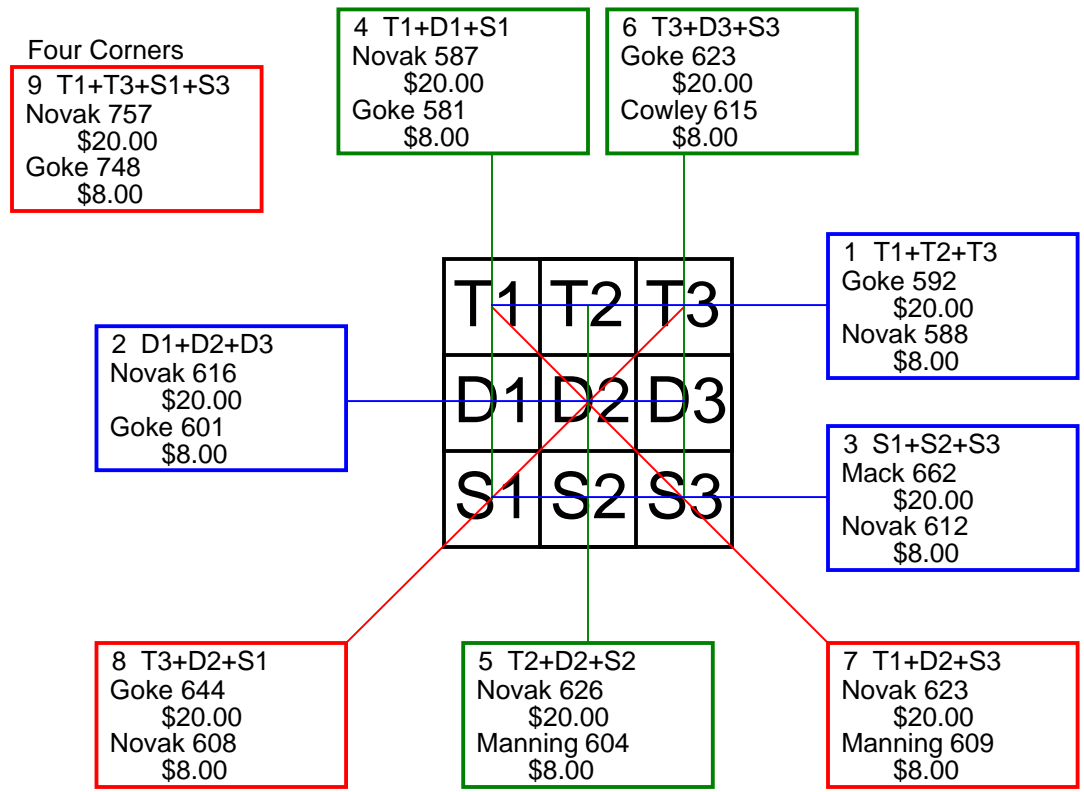 Four Corners
9 T1+T3+S1+S3
Novak 757
$20.00
Goke 748
$8.00
4 T1+D1+S1
Novak 587
$20.00
Goke 581
$8.00
6 T3+D3+S3
Goke 623
$20.00
Cowley 615
$8.00
1 T1+T2+T3
Goke 592
$20.00
Novak 588
$8.00
T1 T2 T3
D1 D2 D3
S1 S2 S3
2 D1+D2+D3
Novak 616
$20.00
Goke 601
$8.00
3 S1+S2+S3
Mack 662
$20.00
Novak 612
$8.00
8 T3+D2+S1
Goke 644
$20.00
Novak 608
$8.00
5 T2+D2+S2
Novak 626
$20.00
Manning 604
$8.00
7 T1+D2+S3
Novak 623
$20.00
Manning 609
$8.00